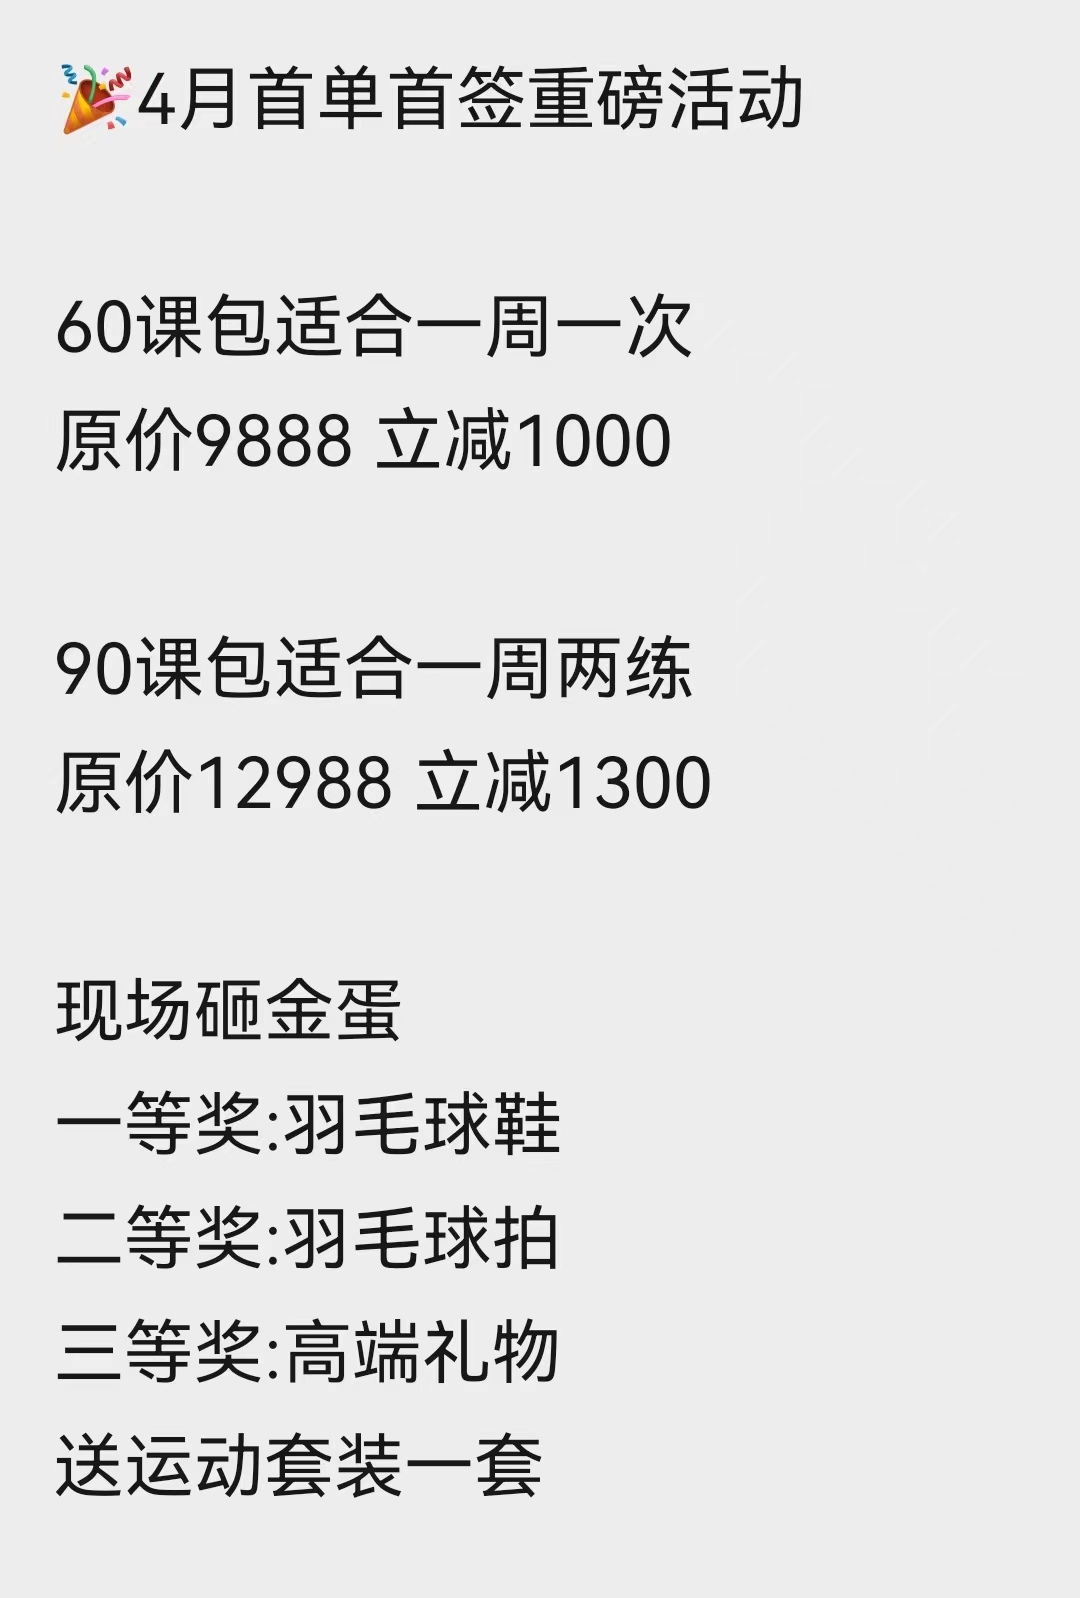 🎉4月首单首签重磅活动
60课包适合一周一次
原价9888 立减1000
90课包适合一周两练
原价12988 立减1300
现场砸金蛋
一等奖:羽毛球鞋
二等奖:羽毛球拍
三等奖:高端礼物
送运动套装一套